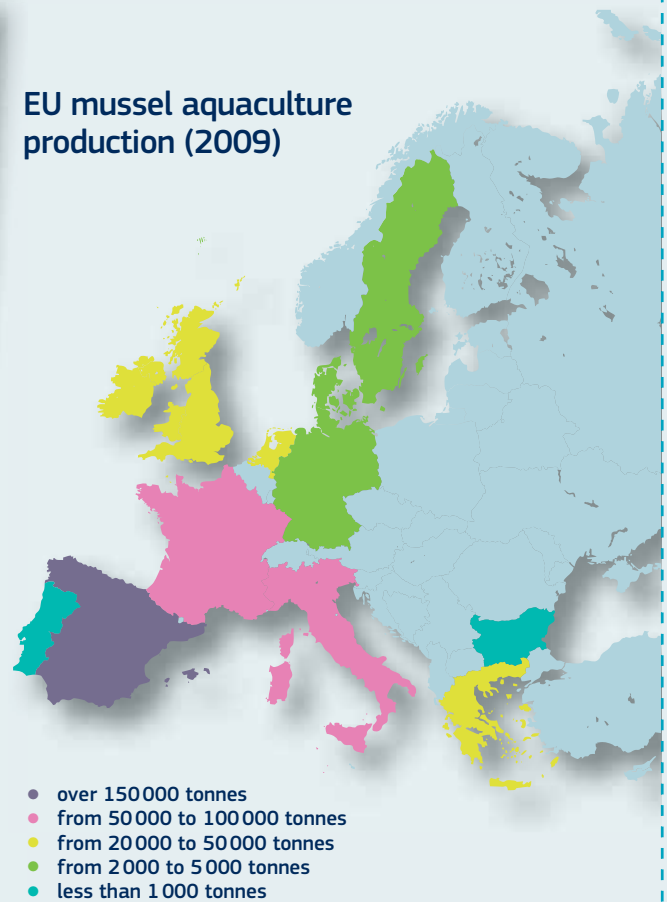 EU mussel aquaculture
production (2009)
over 150 000 tonnes
from 50 000 to 100 000 tonnes
from 20 000 to 50 000 tonnes
from 2 000 to 5 000 tonnes
less than 1 000 tonnes